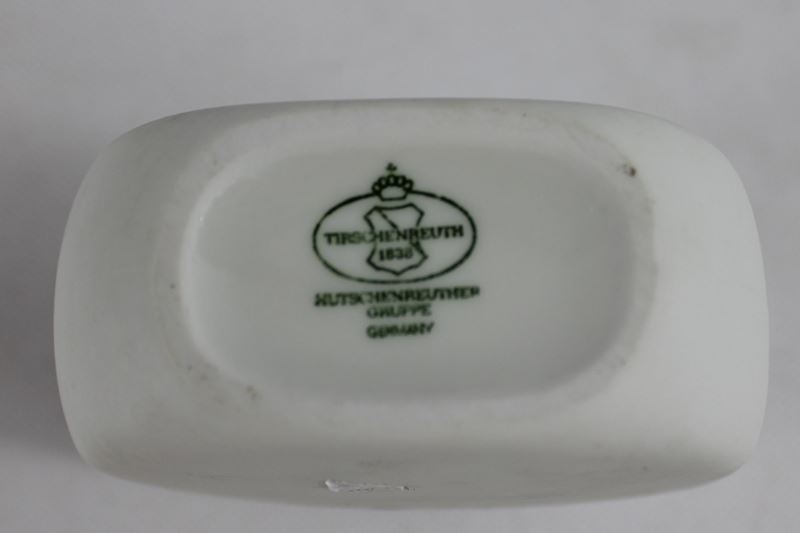 TIRSCHENREUTH
1838
HUTSCHENREUTHER
GRUPPE
GERMANY